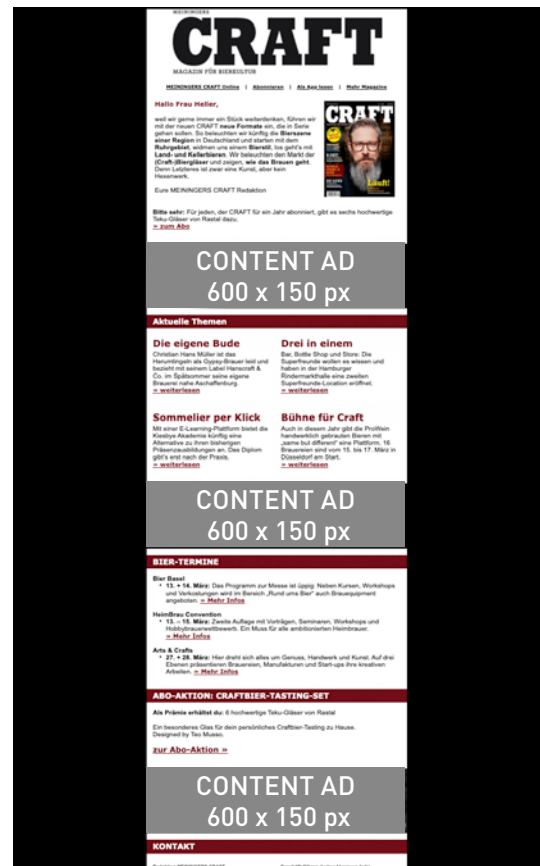 MEININGERS
CRAFT
MAGAZIN FÜR BIERKULTUR
MEININGERS CRAFT Online | Abonnieren | Als App lesen | Mehr Magazine
Hallo Frau Heller,
weil wir gerne immer ein Stück weiterdenken, führen wir
mit der neuen CRAFT neue Formate ein, die in Serie
gehen sollen. So beleuchten wir künftig die Bierszene
einer Region in Deutschland und starten mit dem
Ruhrgebiet, widmen uns einem Bierstil, los geht's mit
Land- und Kellerbieren. Wir beleuchten den Markt der
(Craft-)Biergläser und zeigen, wie das Brauen geht.
Denn Letzteres ist zwar eine Kunst, aber kein
Hexenwerk.
Eure MEININGERS CRAFT Redaktion
CRAFT
Läuft!
Bitte sehr: Für jeden, der CRAFT für ein Jahr abonniert, gibt es sechs hochwertige
Teku-Gläser von Rastal dazu.
» zum Abo
CONTENT AD
600 x 150 px
Aktuelle Themen
Die eigene Bude
Christian Hans Müller ist das
Herumtingeln als Gypsy-Brauer leid und
bezieht mit seinem Label Hanscraft &
Co. im Spätsommer seine eigene
Brauerei nahe Aschaffenburg.
» weiterlesen
Drei in einem
Bar, Bottle Shop und Store: Die
Superfreunde wollen es wissen und
haben in der Hamburger
Rindermarkthalle eine zweiten
Superfreunde-Location eröffnet.
» weiterlesen
Sommelier per Klick
Mit einer E-Learning-Plattform bietet die
Kiesbye Akademie künftig eine
Alternative zu ihren bisherigen
Präsenzausbildungen an. Das Diplom
gibt's erst nach der Praxis.
» weiterlesen
Bühne für Craft
Auch in diesem Jahr gibt die ProWein
handwerklich gebrauten Bieren mit
„same but different" eine Plattform. 16
Brauereien sind vom 15. bis 17. März in
Düsseldorf am Start.
» weiterlesen
CONTENT AD
600 x 150 px
BIER-TERMINE
Bier Basel
• 13. + 14. März: Das Programm zur Messe ist üppig: Neben Kursen, Workshops
und Verkostungen wird im Bereich „Rund ums Bier" auch Brauequipment
angeboten. » Mehr Infos
HeimBrau Convention
• 13. – 15. März: Zweite Auflage mit Vorträgen, Seminaren, Workshops und
Hobbybrauerwettbewerb. Ein Muss für alle ambitionierten Heimbrauer.
» Mehr Infos
Arts & Crafts
• 27. + 28. März: Hier dreht sich alles um Genuss, Handwerk und Kunst. Auf drei
Ebenen präsentieren Brauereien, Manufakturen und Start-ups ihre kreativen
Arbeiten. » Mehr Infos
ABO-AKTION: CRAFTBIER-TASTING-SET
Als Prämie erhältst du: 6 hochwertige Teku-Gläser von Rastal
Ein besonderes Glas für dein persönliches Craftbier-Tasting zu Hause.
Designed by Teo Musso.
zur Abo-Aktion »
CONTENT AD
600 x 150 px
KONTAKT